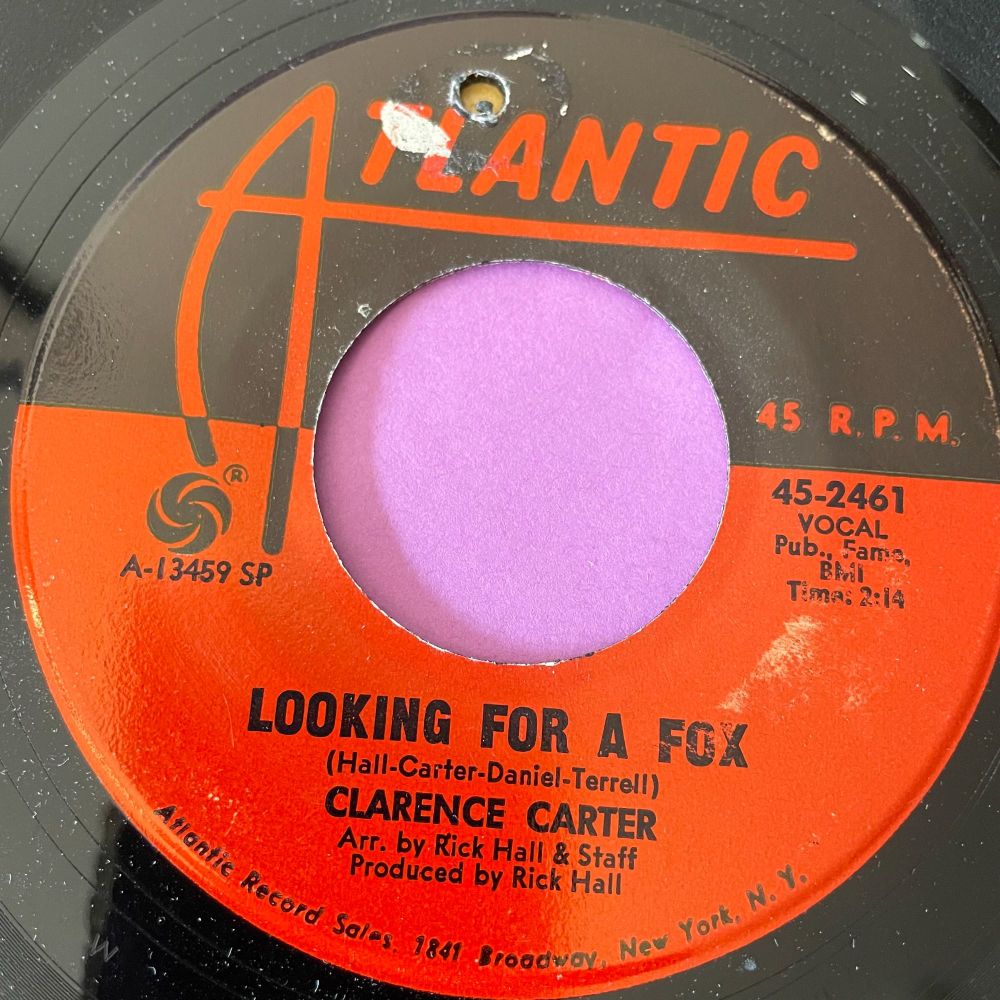 ATLANTIC
45 R.P.M.
®
A-13459 SP
45-2461
VOCAL
Pub., Fame,
BMI
Time: 2:14
LOOKING FOR A FOX
(Hall-Carter-Daniel-Terrell)
CLARENCE CARTER
Arr. by Rick Hall & Staff
Produced by Rick Hall
Atlantic Record Sales, 1841 Broadway, New York, N. Y.